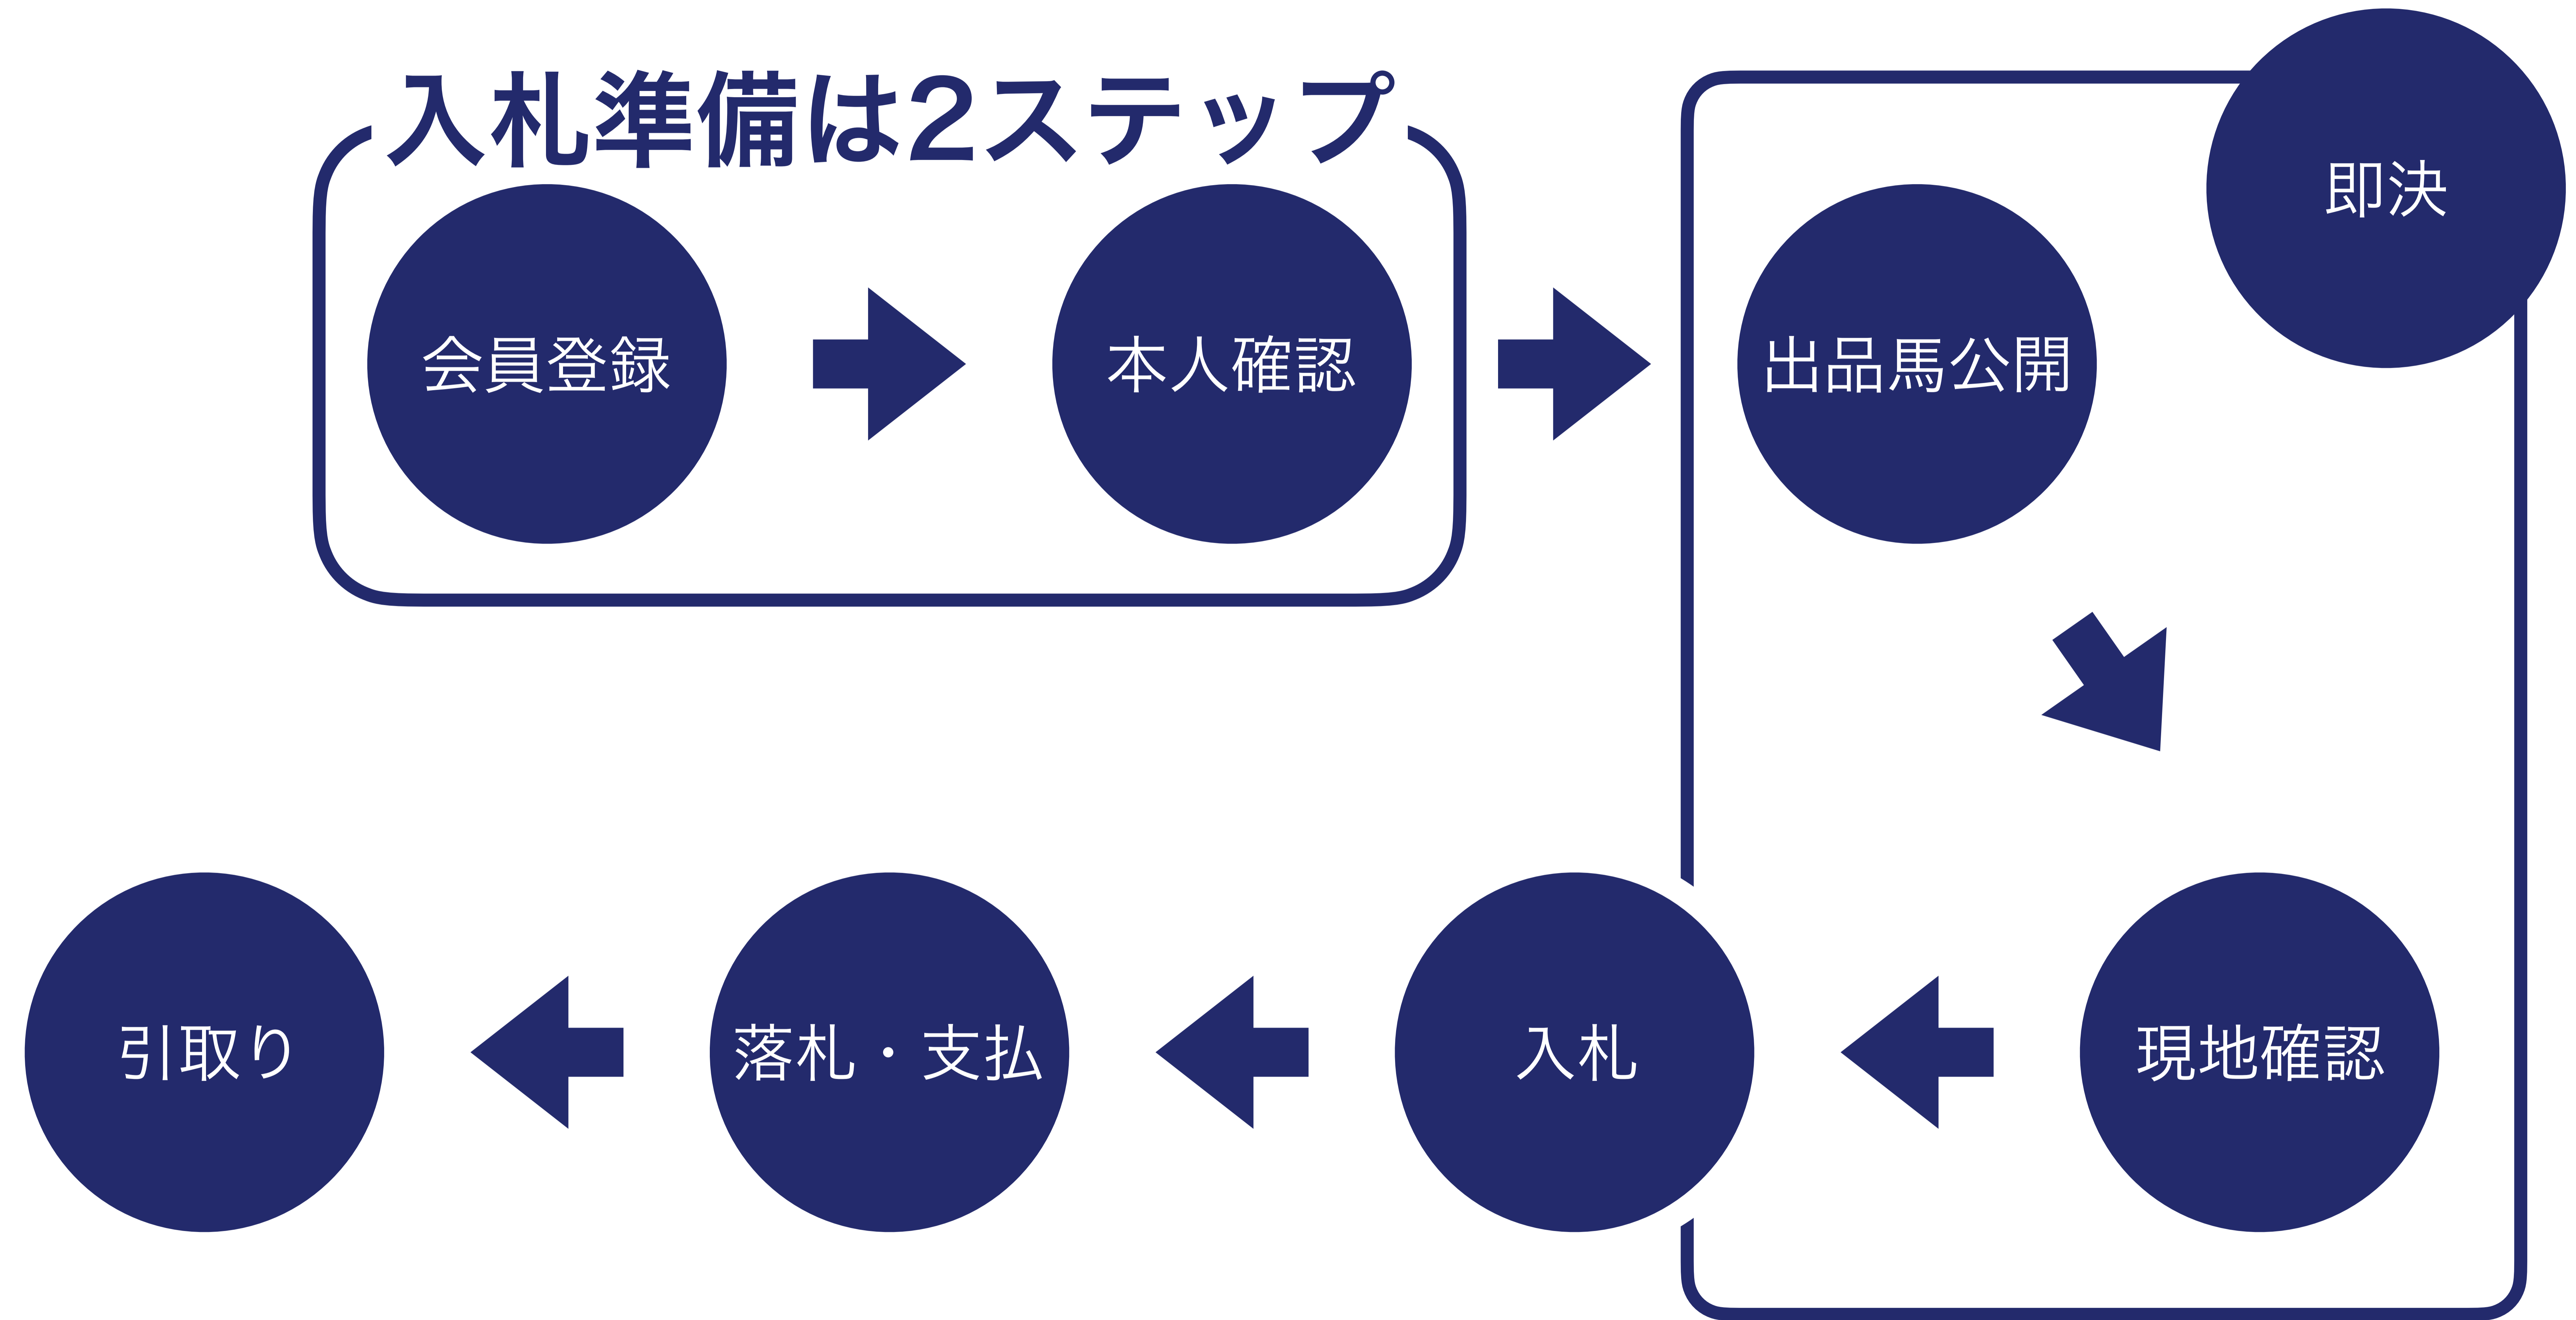 入札準備は2ステップ
会員登録
本人確認
出品馬公開
即決
現地確認
入札
落札・支払
引取り